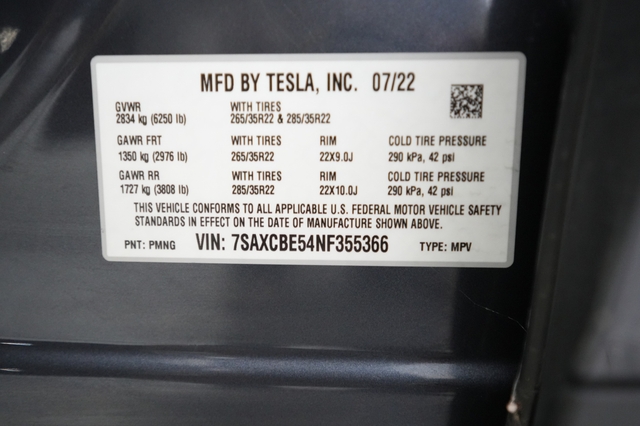 MFD BY TESLA, INC. 07/22
GVWR WITH TIRES
2834 kg (6250 lb) 265/35R22 & 285/35R22
GAWR FRT WITH TIRES RIM COLD TIRE PRESSURE
1350 kg (2976 lb) 265/35R22 22X9.0J 290 kPa, 42 psi
GAWR RR WITH TIRES RIM COLD TIRE PRESSURE
1727 kg (3808 lb) 285/35R22 22X10.0J 290 kPa, 42 psi
THIS VEHICLE CONFORMS TO ALL APPLICABLE U.S. FEDERAL MOTOR VEHICLE SAFETY
STANDARDS IN EFFECT ON THE DATE OF MANUFACTURE SHOWN ABOVE.
PNT: PMNG VIN: 7SAXCBE54NF355366 TYPE: MPV